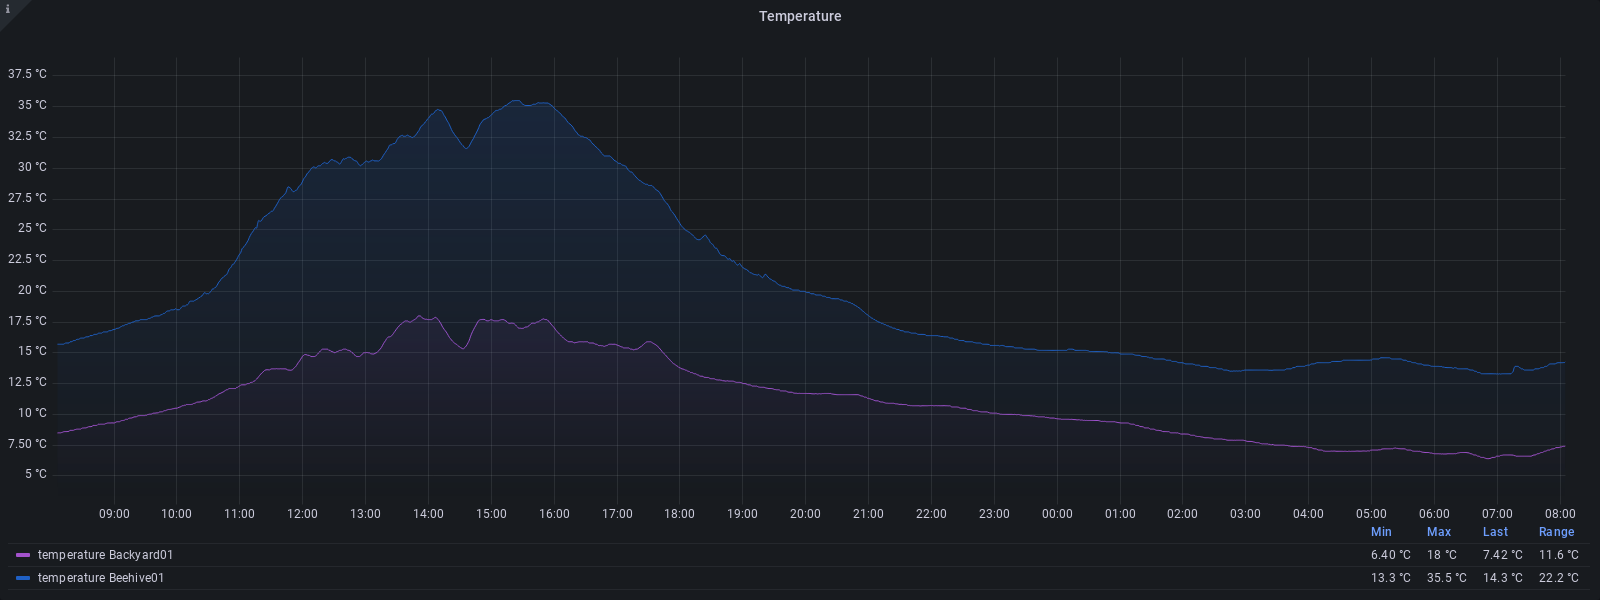 i
Temperature
37.5 °C
35 °C
32.5 °C
30 °C
27.5 °C
25 °C
22.5 °C
20 °C
17.5 °C
15 °C
12.5 °C
10 °C
7.50 °C
5 °C
09:00 10:00 11:00 12:00 13:00 14:00 15:00 16:00 17:00 18:00 19:00 20:00 21:00 22:00 23:00 00:00 01:00 02:00 03:00 04:00 05:00 06:00 07:00 08:00
Min Max Last Range
temperature Backyard01 6.40 °C 18 °C 7.42 °C 11.6 °C
temperature Beehive01 13.3 °C 35.5 °C 14.3 °C 22.2 °C